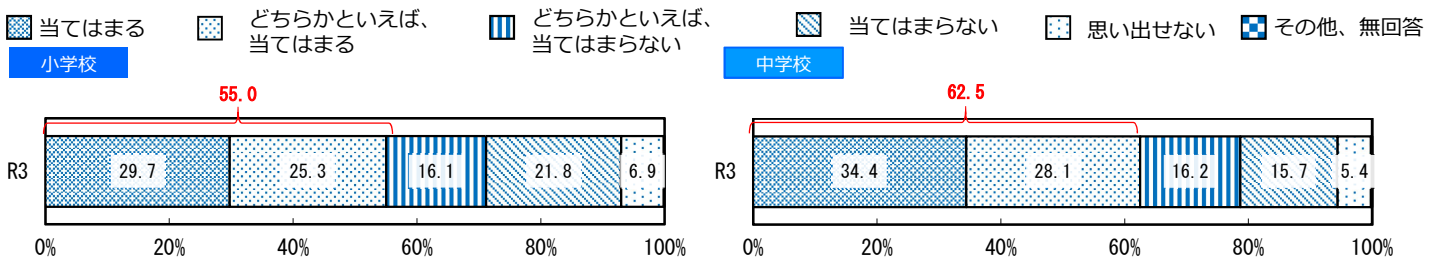 当てはまる
どちらかといえば、
当てはまる
どちらかといえば、
当てはまらない
当てはまらない
思い出せない
その他、無回答
小学校
55.0
R3
29.7 25.3 16.1 21.8 6.9
0% 20% 40% 60% 80% 100%
中学校
62.5
R3
34.4 28.1 16.2 15.7 5.4
0% 20% 40% 60% 80% 100%